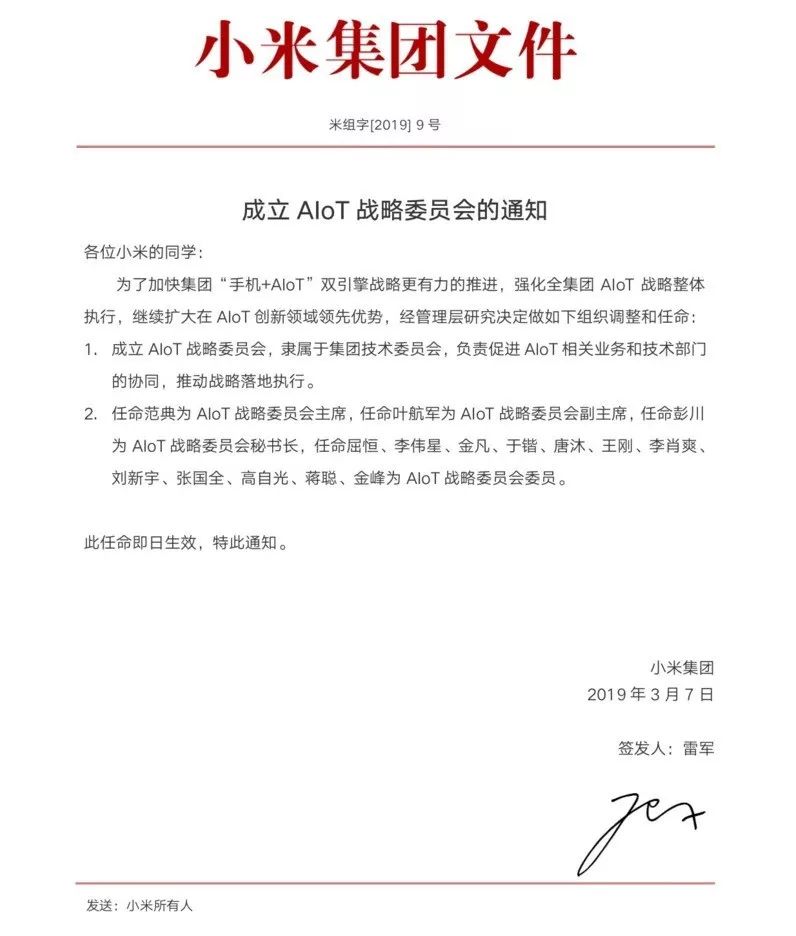 小米集团文件
米组字[2019] 9 号
成立 AIoT 战略委员会的通知
各位小米的同学：
为了加快集团“手机+AIoT”双引擎战略更有力的推进，强化全集团 AIoT 战略整体
执行，继续扩大在 AIoT 创新领域领先优势，经管理层研究决定做如下组织调整和任命：
1. 成立 AIoT 战略委员会，隶属于集团技术委员会，负责促进 AIoT 相关业务和技术部门
的协同，推动战略落地执行。
2. 任命范典为 AIoT 战略委员会主席，任命叶航军为 AIoT 战略委员会副主席，任命彭川
为 AIoT 战略委员会秘书长，任命屈恒、李伟星、金凡、于锴、唐沐、王刚、李肖爽、
刘新宇、张国全、高自光、蒋聪、金峰为 AIoT 战略委员会委员。
此任命即日生效，特此通知。
小米集团
2019 年 3 月 7 日
签发人：雷军
发送：小米所有人